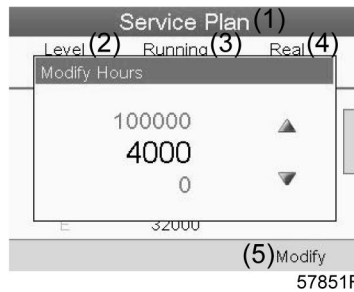 Service Plan (1)
Level (2) Running (3) Real (4)
Modify Hours
100000
4000
0
E 32000
(5) Modify
57851F